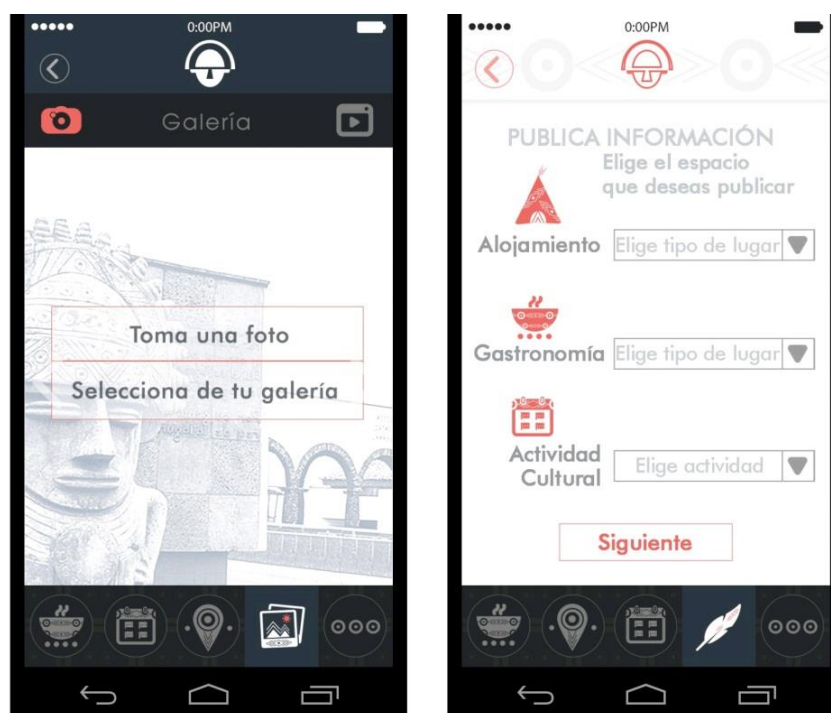 0:00PM
Galería
Toma una foto
Selecciona de tu galería
0:00PM
PUBLICA INFORMACIÓN
Elige el espacio
que deseas publicar
Alojamiento Elige tipo de lugar
Gastronomía Elige tipo de lugar
Actividad
Cultural Elige actividad
Siguiente